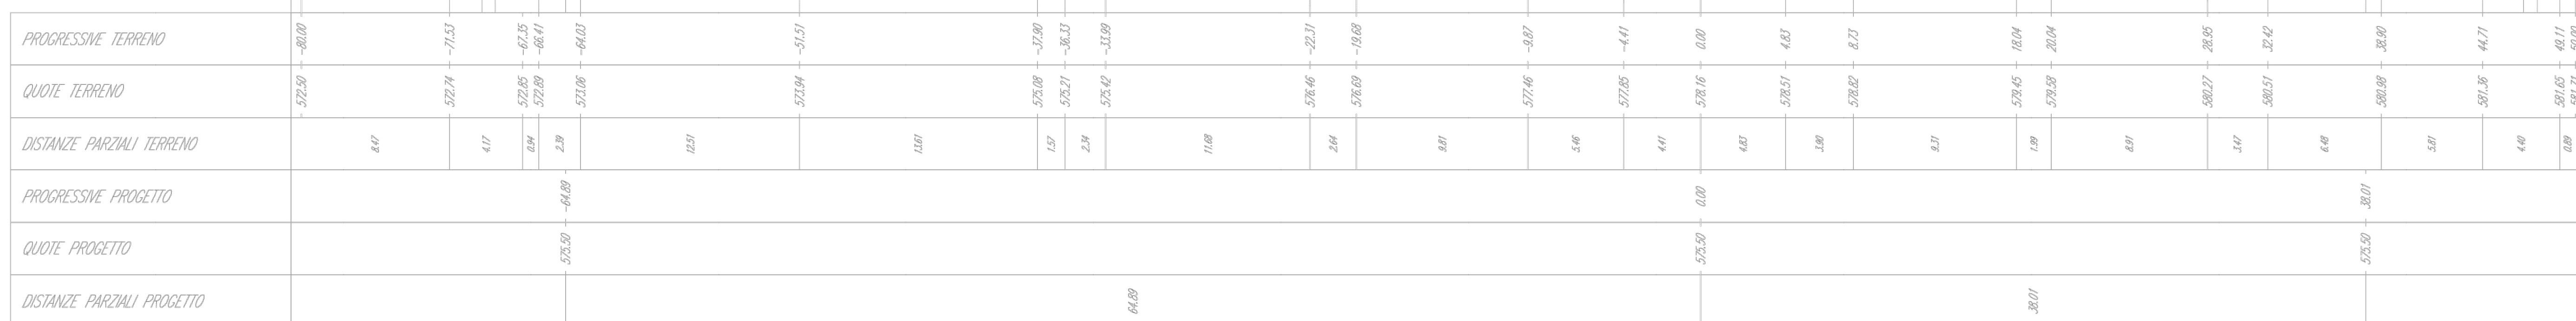 PROGRESSIVE TERRENO -80.00 -71.53 -67.35 -66.41 -64.03 -51.51 -37.90 -36.33 -33.99 -22.31 -19.68 -9.87 -4.41 0.00 4.83 8.73 18.04 20.04 28.95 32.42 38.90 44.71 49.11
QUOTE TERRENO 572.50 572.74 572.85 572.89 573.06 573.94 575.08 575.21 575.42 576.46 576.69 577.46 577.85 578.16 578.51 578.82 579.45 579.58 580.27 580.51 580.98 581.36 581.65
DISTANZE PARZIALI TERRENO 8.47 4.17 0.94 2.39 12.51 13.61 1.57 2.34 11.68 2.64 9.81 5.46 4.41 4.83 3.90 9.31 1.99 8.91 3.47 6.48 5.81 4.40 0.89
PROGRESSIVE PROGETTO -64.89 0.00 38.01
QUOTE PROGETTO 575.50 575.50 575.50
DISTANZE PARZIALI PROGETTO 64.89 38.01